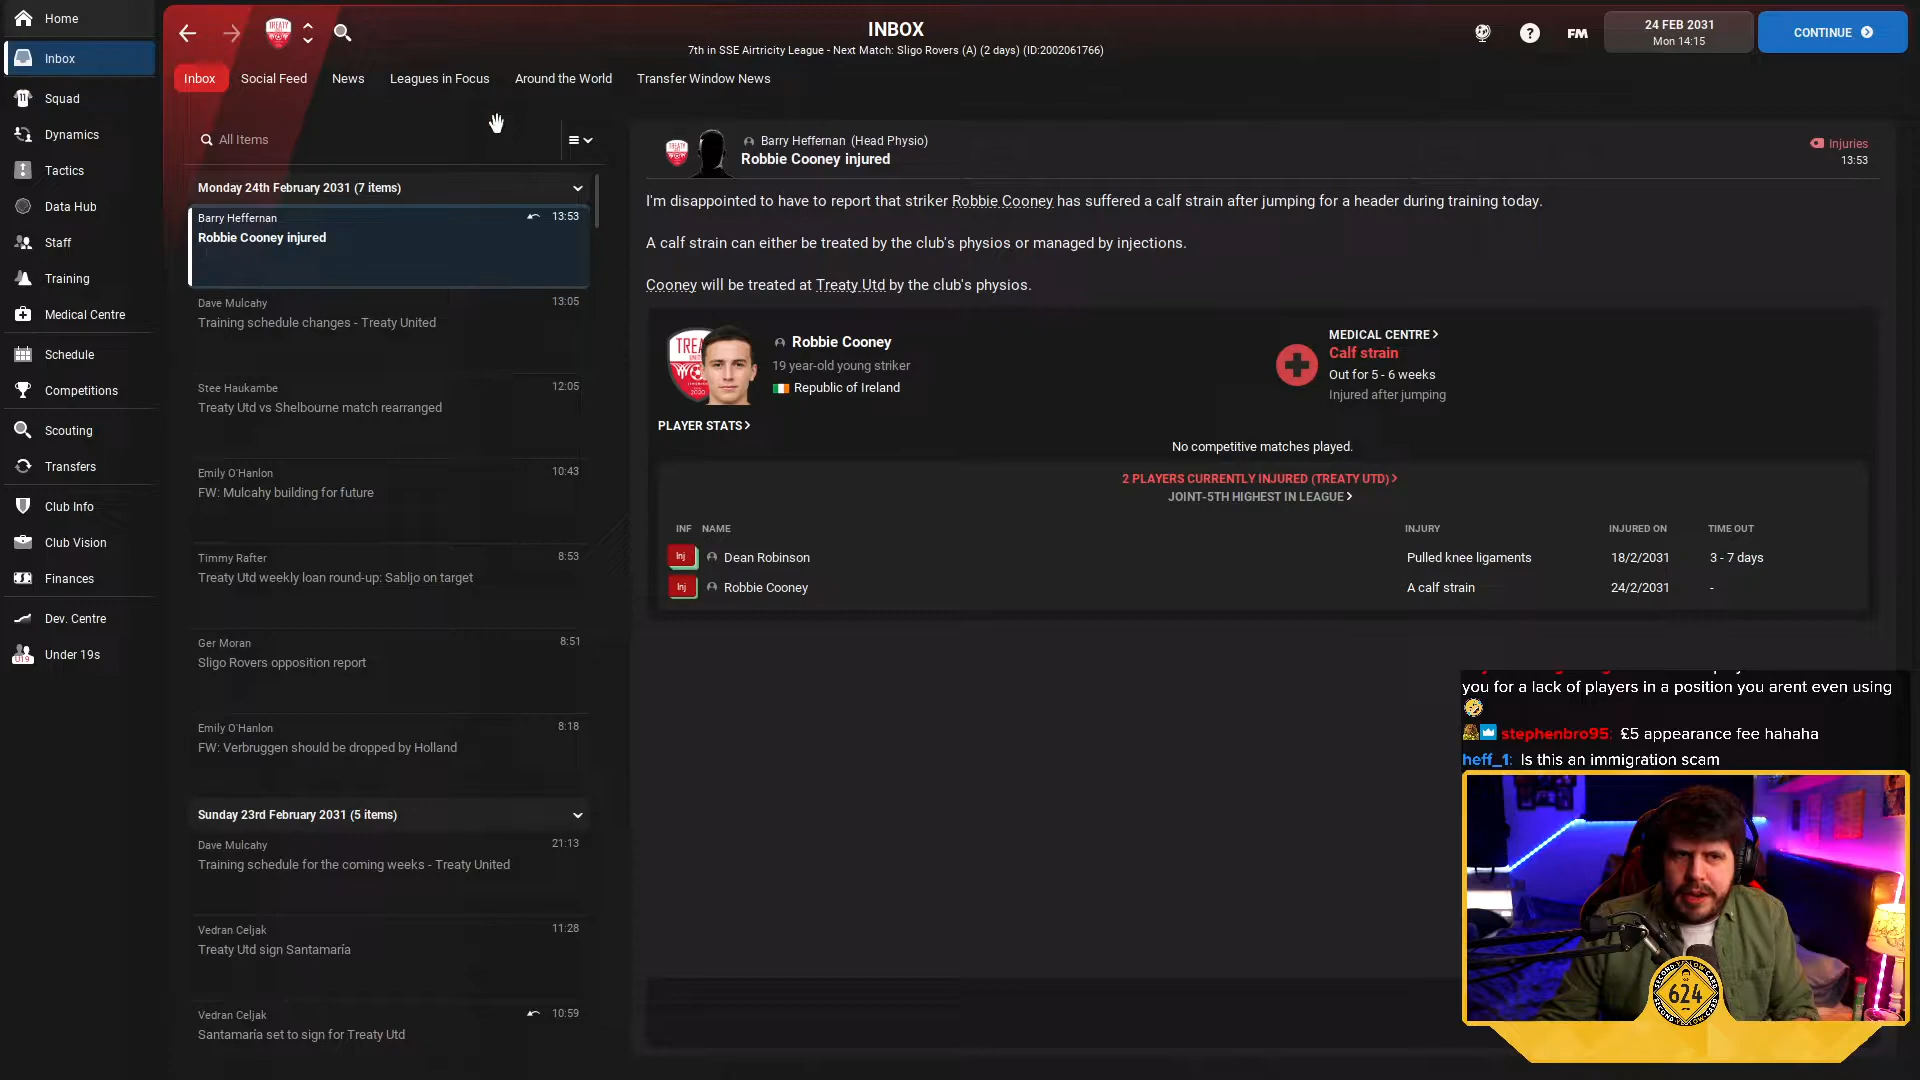 Home
Inbox
Squad
Dynamics
Tactics
Data Hub
Staff
Training
Medical Centre
Schedule
Competitions
Scouting
Transfers
Club Info
Club Vision
Finances
Dev. Centre
Under 19s
INBOX
7th in SSE Airtricity League - Next Match: Sligo Rovers (A) (2 days) (ID:2002061766)
FM
24 FEB 2031
Mon 14:15
CONTINUE
Inbox Social Feed News Leagues in Focus Around the World Transfer Window News
All Items
Monday 24th February 2031 (7 items)
Barry Heffernan 13:53
Robbie Cooney injured
Dave Mulcahy 13:05
Training schedule changes - Treaty United
Stee Haukambe 12:05
Treaty Utd vs Shelbourne match rearranged
Emily O'Hanlon 10:43
FW: Mulcahy building for future
Timmy Rafter 8:53
Treaty Utd weekly loan round-up: Sabljo on target
Ger Moran 8:51
Sligo Rovers opposition report
Emily O'Hanlon 8:18
FW: Verbruggen should be dropped by Holland
Sunday 23rd February 2031 (5 items)
Dave Mulcahy 21:13
Training schedule for the coming weeks - Treaty United
Vedran Celjak 11:28
Treaty Utd sign Santamaría
Vedran Celjak 10:59
Santamaría set to sign for Treaty Utd
Barry Heffernan (Head Physio)
Robbie Cooney injured
Injuries
13:53
I'm disappointed to have to report that striker Robbie Cooney has suffered a calf strain after jumping for a header during training today.
A calf strain can either be treated by the club's physios or managed by injections.
Cooney will be treated at Treaty Utd by the club's physios.
Robbie Cooney
19 year-old young striker
Republic of Ireland
MEDICAL CENTRE
Calf strain
Out for 5 - 6 weeks
Injured after jumping
PLAYER STATS
No competitive matches played.
2 PLAYERS CURRENTLY INJURED (TREATY UTD)
JOINT-5TH HIGHEST IN LEAGUE
INF NAME INJURY INJURED ON TIME OUT
Inj Dean Robinson Pulled knee ligaments 18/2/2031 3 - 7 days
Inj Robbie Cooney A calf strain 24/2/2031 -
you for a lack of players in a position you arent even using
stephenbro95: £5 appearance fee hahaha
heff_1: Is this an immigration scam
SECOND YELLOW CARD
624